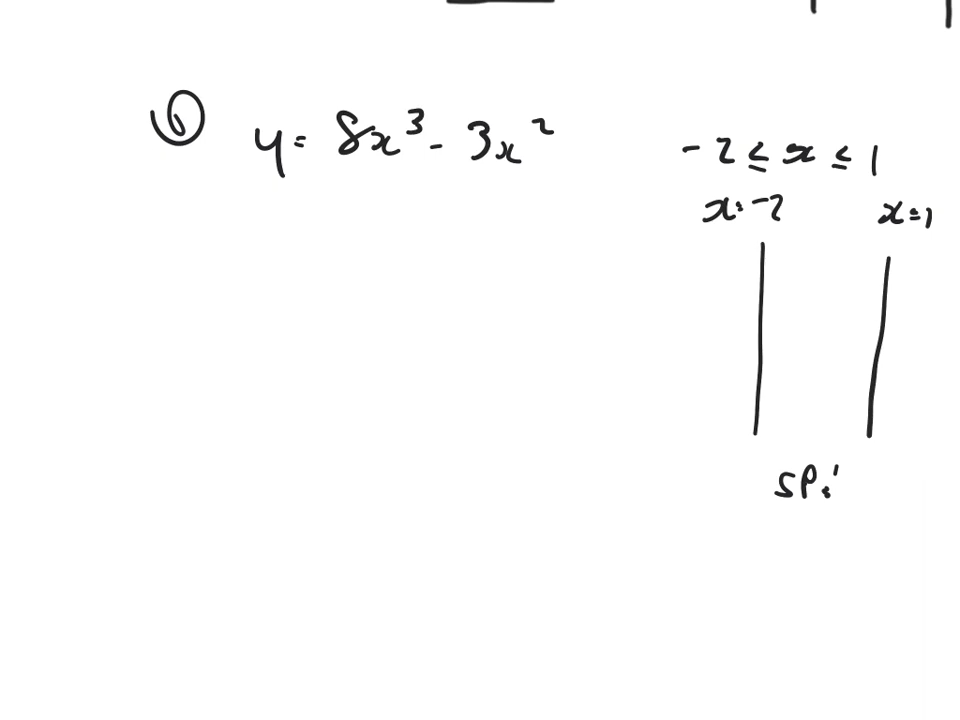 ⑥ y = 8x³ - 3x²
-2 ≤ x ≤ 1
x = -2 x = 1
SP:'